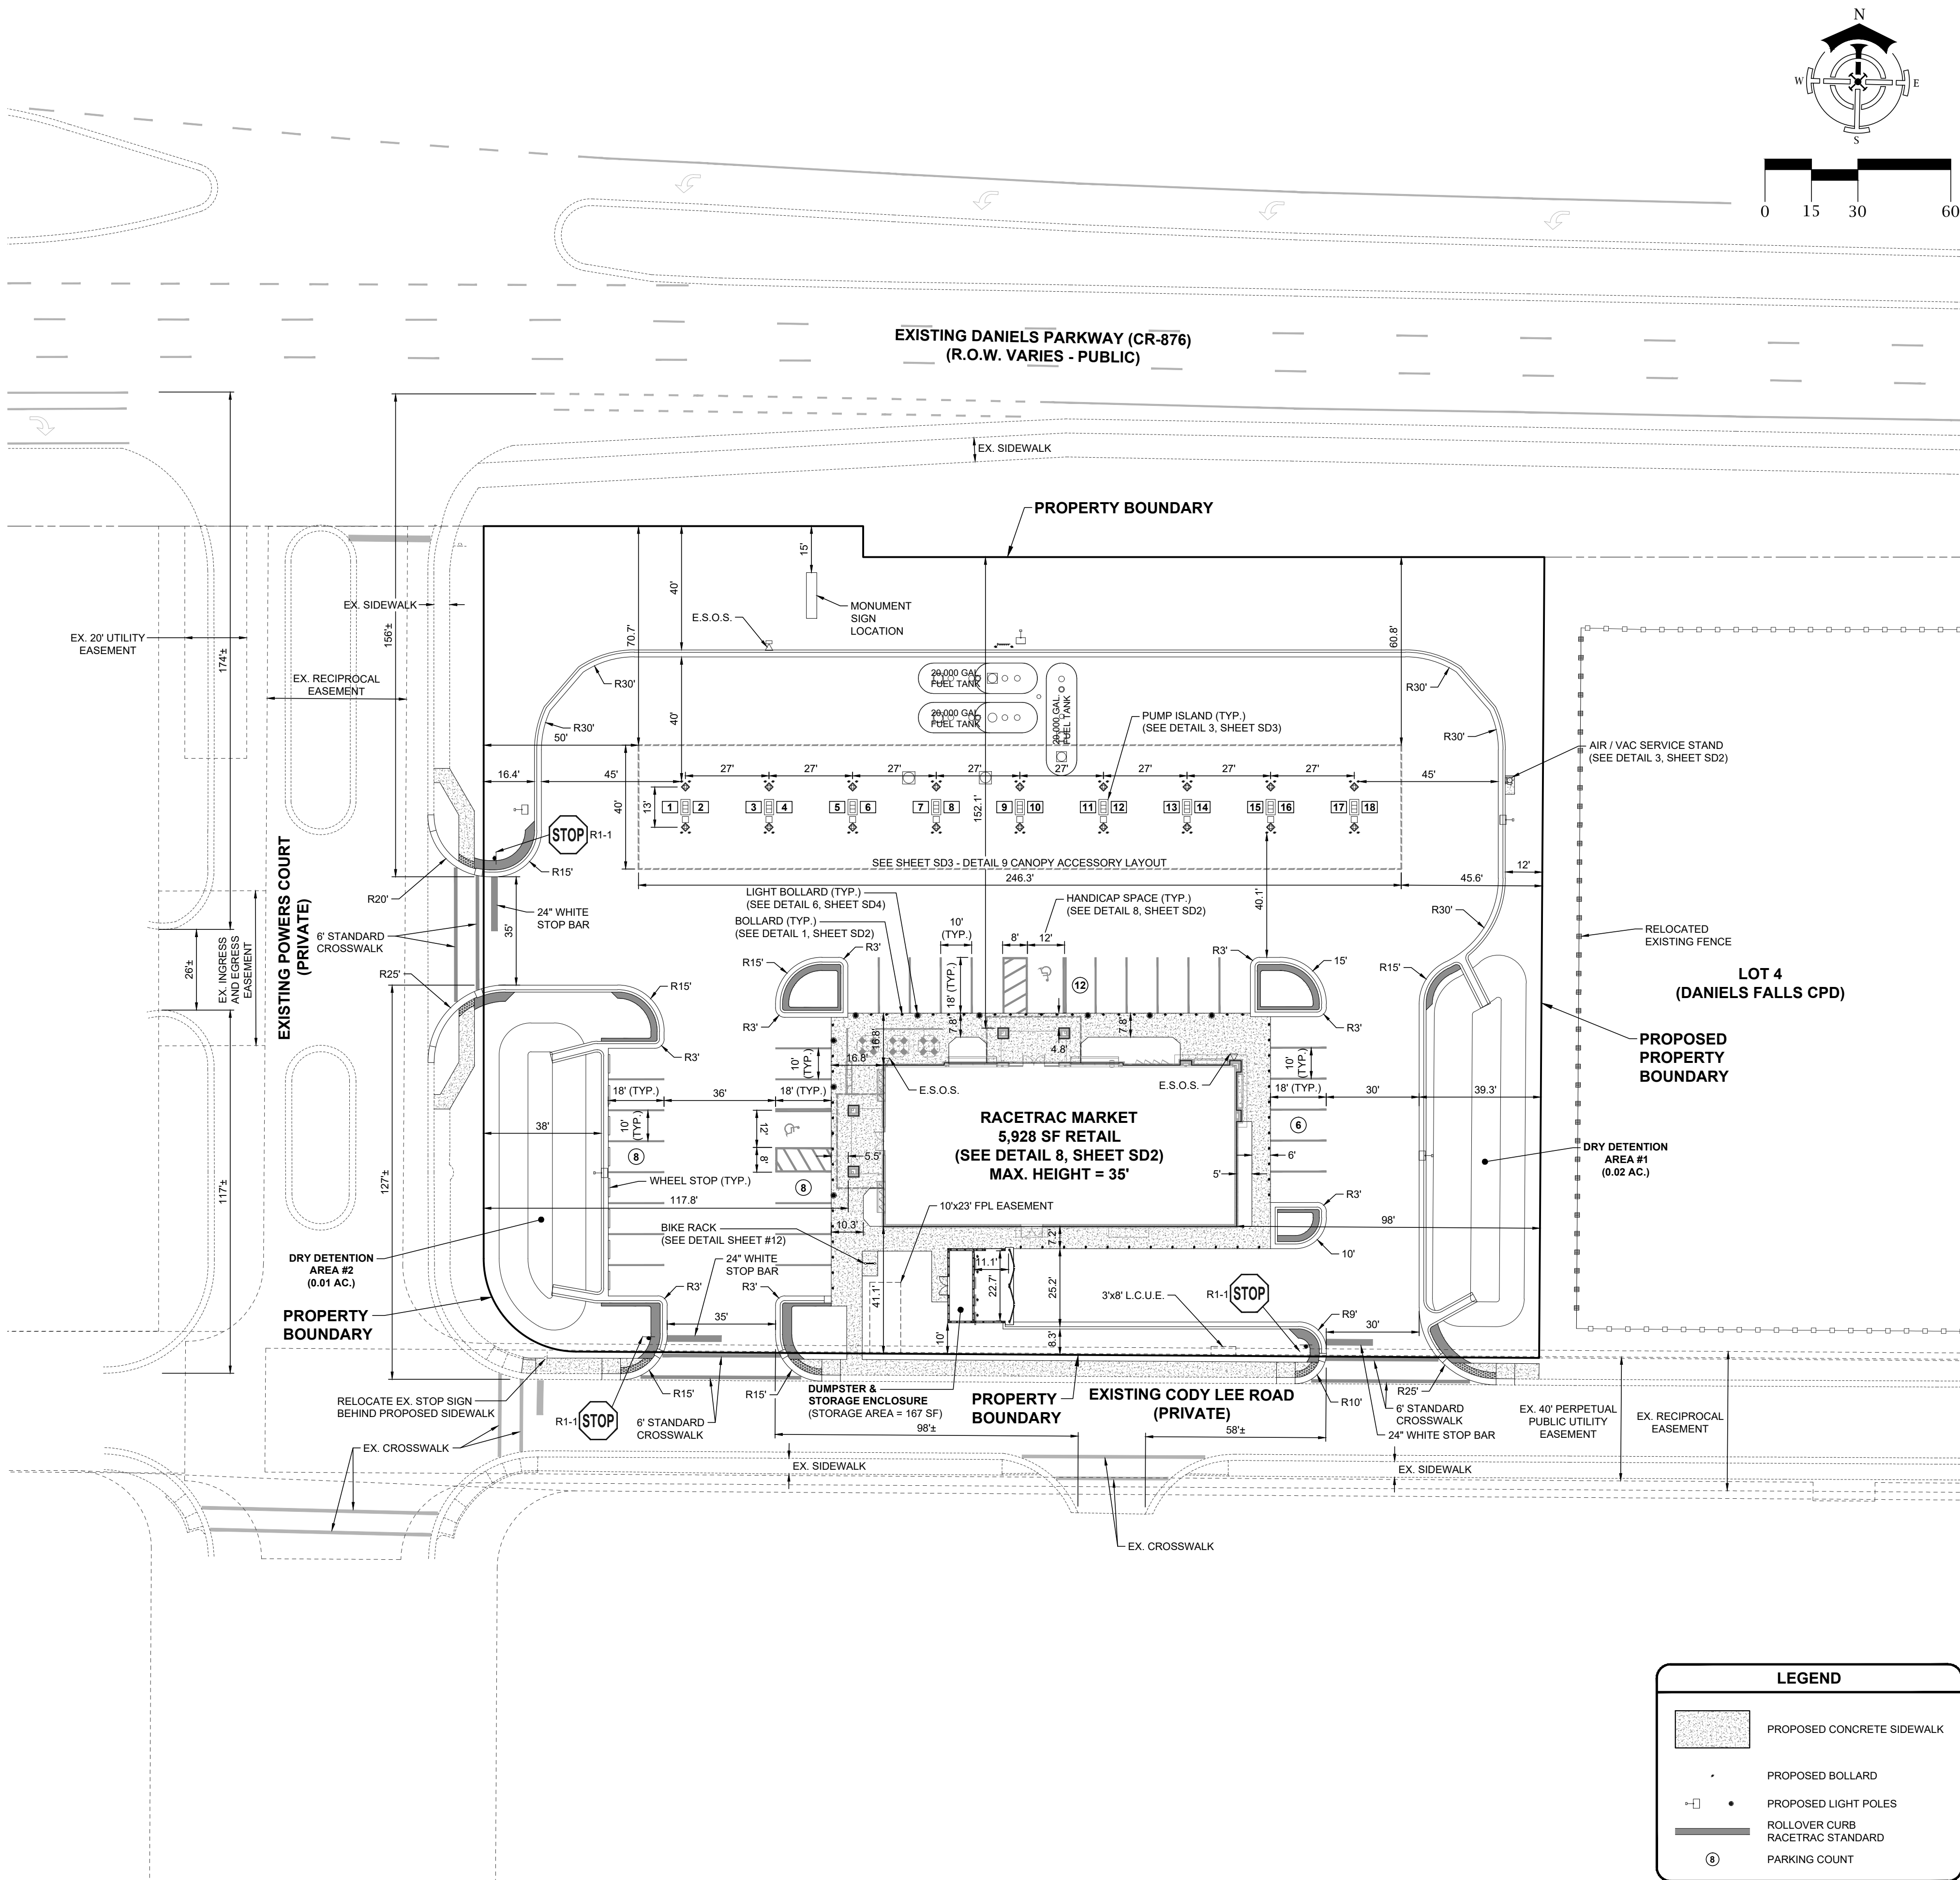 N
W
E
S
0 15 30 60
EXISTING DANIELS PARKWAY (CR-876)
(R.O.W. VARIES - PUBLIC)
EX. SIDEWALK
PROPERTY BOUNDARY
15'
40'
70.7'
60.8'
MONUMENT
SIGN
LOCATION
E.S.O.S.
EX. SIDEWALK
156'±
174'±
EX. 20' UTILITY
EASEMENT
EX. RECIPROCAL
EASEMENT
R30'
R30'
R30'
R30'
20,000 GAL
FUEL TANK
20,000 GAL
FUEL TANK
20,000 GAL.
FUEL TANK
40'
PUMP ISLAND (TYP.)
(SEE DETAIL 3, SHEET SD3)
AIR / VAC SERVICE STAND
(SEE DETAIL 3, SHEET SD2)
50'
16.4'
45'
27' 27' 27' 27' 27' 27' 27' 27'
45'
40'
13'
152.1'
1 2 3 4 5 6 7 8 9 10 11 12 13 14 15 16 17 18
STOP R1-1
R15'
R20'
SEE SHEET SD3 - DETAIL 9 CANOPY ACCESSORY LAYOUT
246.3'
45.6'
12'
40.1'
24" WHITE
STOP BAR
35'
6' STANDARD
CROSSWALK
LIGHT BOLLARD (TYP.)
(SEE DETAIL 6, SHEET SD4)
BOLLARD (TYP.)
(SEE DETAIL 1, SHEET SD2)
10'
(TYP.)
HANDICAP SPACE (TYP.)
(SEE DETAIL 8, SHEET SD2)
8' 12'
R30'
RELOCATED
EXISTING FENCE
LOT 4
(DANIELS FALLS CPD)
EXISTING POWERS COURT
(PRIVATE)
26'±
EX. INGRESS
AND EGRESS
EASEMENT
R25'
R15'
R15'
R3'
R3'
R3'
18' (TYP.)
12
R3'
15'
R15'
R3'
7.8'
7.8'
4.8'
16.8'
16.8'
10'
(TYP.)
10'
(TYP.)
E.S.O.S.
E.S.O.S.
PROPOSED
PROPERTY
BOUNDARY
18' (TYP.)
36'
18' (TYP.)
18' (TYP.)
30'
39.3'
38'
10'
(TYP.)
12'
8'
8
8
6
RACETRAC MARKET
5,928 SF RETAIL
(SEE DETAIL 8, SHEET SD2)
MAX. HEIGHT = 35'
5.5'
6'
5'
DRY DETENTION
AREA #1
(0.02 AC.)
WHEEL STOP (TYP.)
117.8'
127'±
117'±
10'x23' FPL EASEMENT
R3'
98'
10'
BIKE RACK
(SEE DETAIL SHEET #12)
10.3'
7.2'
DRY DETENTION
AREA #2
(0.01 AC.)
24" WHITE
STOP BAR
R3'
R3'
41.1'
11.1'
22.7'
25.2'
3'x8' L.C.U.E.
R1-1 STOP
R9'
PROPERTY
BOUNDARY
35'
10'
8.3'
30'
RELOCATE EX. STOP SIGN
BEHIND PROPOSED SIDEWALK
R1-1 STOP
R15'
R15'
6' STANDARD
CROSSWALK
DUMPSTER &
STORAGE ENCLOSURE
(STORAGE AREA = 167 SF)
PROPERTY
BOUNDARY
EXISTING CODY LEE ROAD
(PRIVATE)
R10'
R25'
6' STANDARD
CROSSWALK
24" WHITE STOP BAR
EX. 40' PERPETUAL
PUBLIC UTILITY
EASEMENT
EX. RECIPROCAL
EASEMENT
98'±
58'±
EX. CROSSWALK
EX. SIDEWALK
EX. SIDEWALK
EX. CROSSWALK
LEGEND
PROPOSED CONCRETE SIDEWALK
PROPOSED BOLLARD
PROPOSED LIGHT POLES
ROLLOVER CURB
RACETRAC STANDARD
8 PARKING COUNT